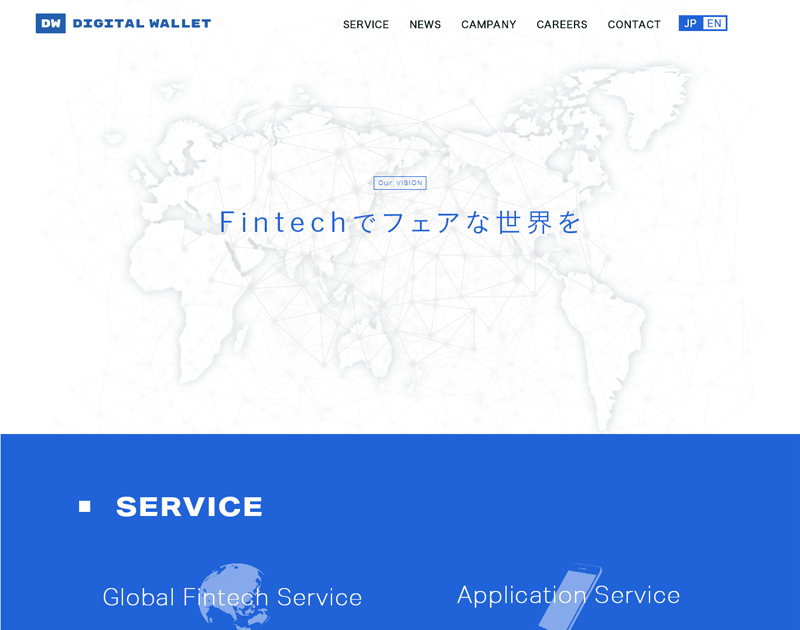 DW DIGITAL WALLET SERVICE NEWS CAMPANY CAREERS CONTACT JP EN
Our VISION
Fintechでフェアな世界を
SERVICE
Global Fintech Service
Application Service